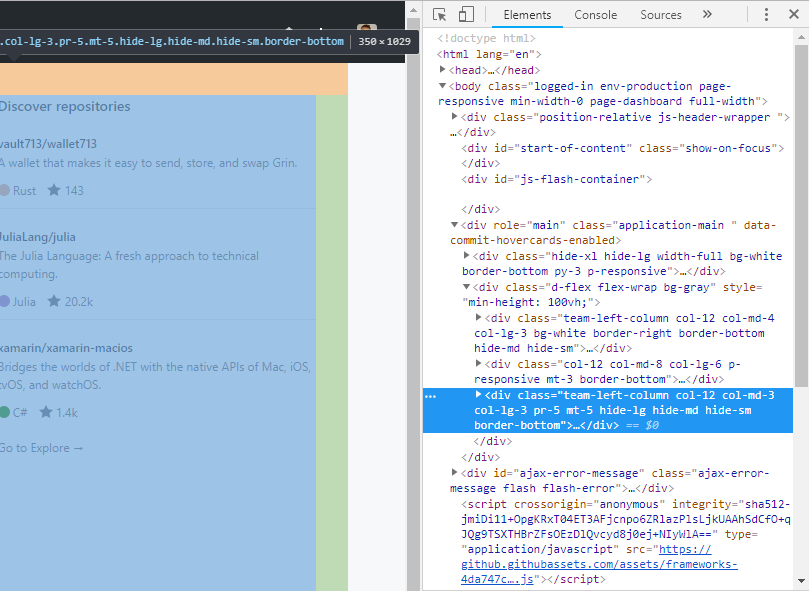 .col-lg-3.pr-5.mt-5.hide-lg.hide-md.hide-sm.border-bottom | 350×1029
Discover repositories
vault713/wallet713
A wallet that makes it easy to send, store, and swap Grin.
Rust 143
JuliaLang/julia
The Julia Language: A fresh approach to technical
computing.
Julia 20.2k
xamarin/xamarin-macios
Bridges the worlds of .NET with the native APIs of Mac, iOS,
tvOS, and watchOS.
C# 1.4k
Go to Explore →
Elements Console Sources »
<!doctype html>
<html lang="en">
<head>…</head>
<body class="logged-in env-production page-
responsive min-width-0 page-dashboard full-width">
<div class="position-relative js-header-wrapper ">
…</div>
<div id="start-of-content" class="show-on-focus">
</div>
<div id="js-flash-container">
</div>
<div role="main" class="application-main " data-
commit-hovercards-enabled>
<div class="hide-xl hide-lg width-full bg-white
border-bottom py-3 p-responsive">…</div>
<div class="d-flex flex-wrap bg-gray" style=
"min-height: 100vh;">
<div class="team-left-column col-12 col-md-4
col-lg-3 bg-white border-right border-bottom
hide-md hide-sm">…</div>
<div class="col-12 col-md-8 col-lg-6 p-
responsive mt-3 border-bottom">…</div>
… <div class="team-left-column col-12 col-md-3
col-lg-3 pr-5 mt-5 hide-lg hide-md hide-sm
border-bottom">…</div> == $0
</div>
</div>
<div id="ajax-error-message" class="ajax-error-
message flash flash-error">…</div>
<script crossorigin="anonymous" integrity="sha512-
jmiDi11+OpgKRxT04ET3AFjcnpo6ZRlazPlsLjkUAAhSdCfO+q
JQg9TSXTHBrZFsOEzDlQvcyd8j0ej+NIyWlA==" type=
"application/javascript" src="https://
github.githubassets.com/assets/frameworks-
4da747c….js"></script>